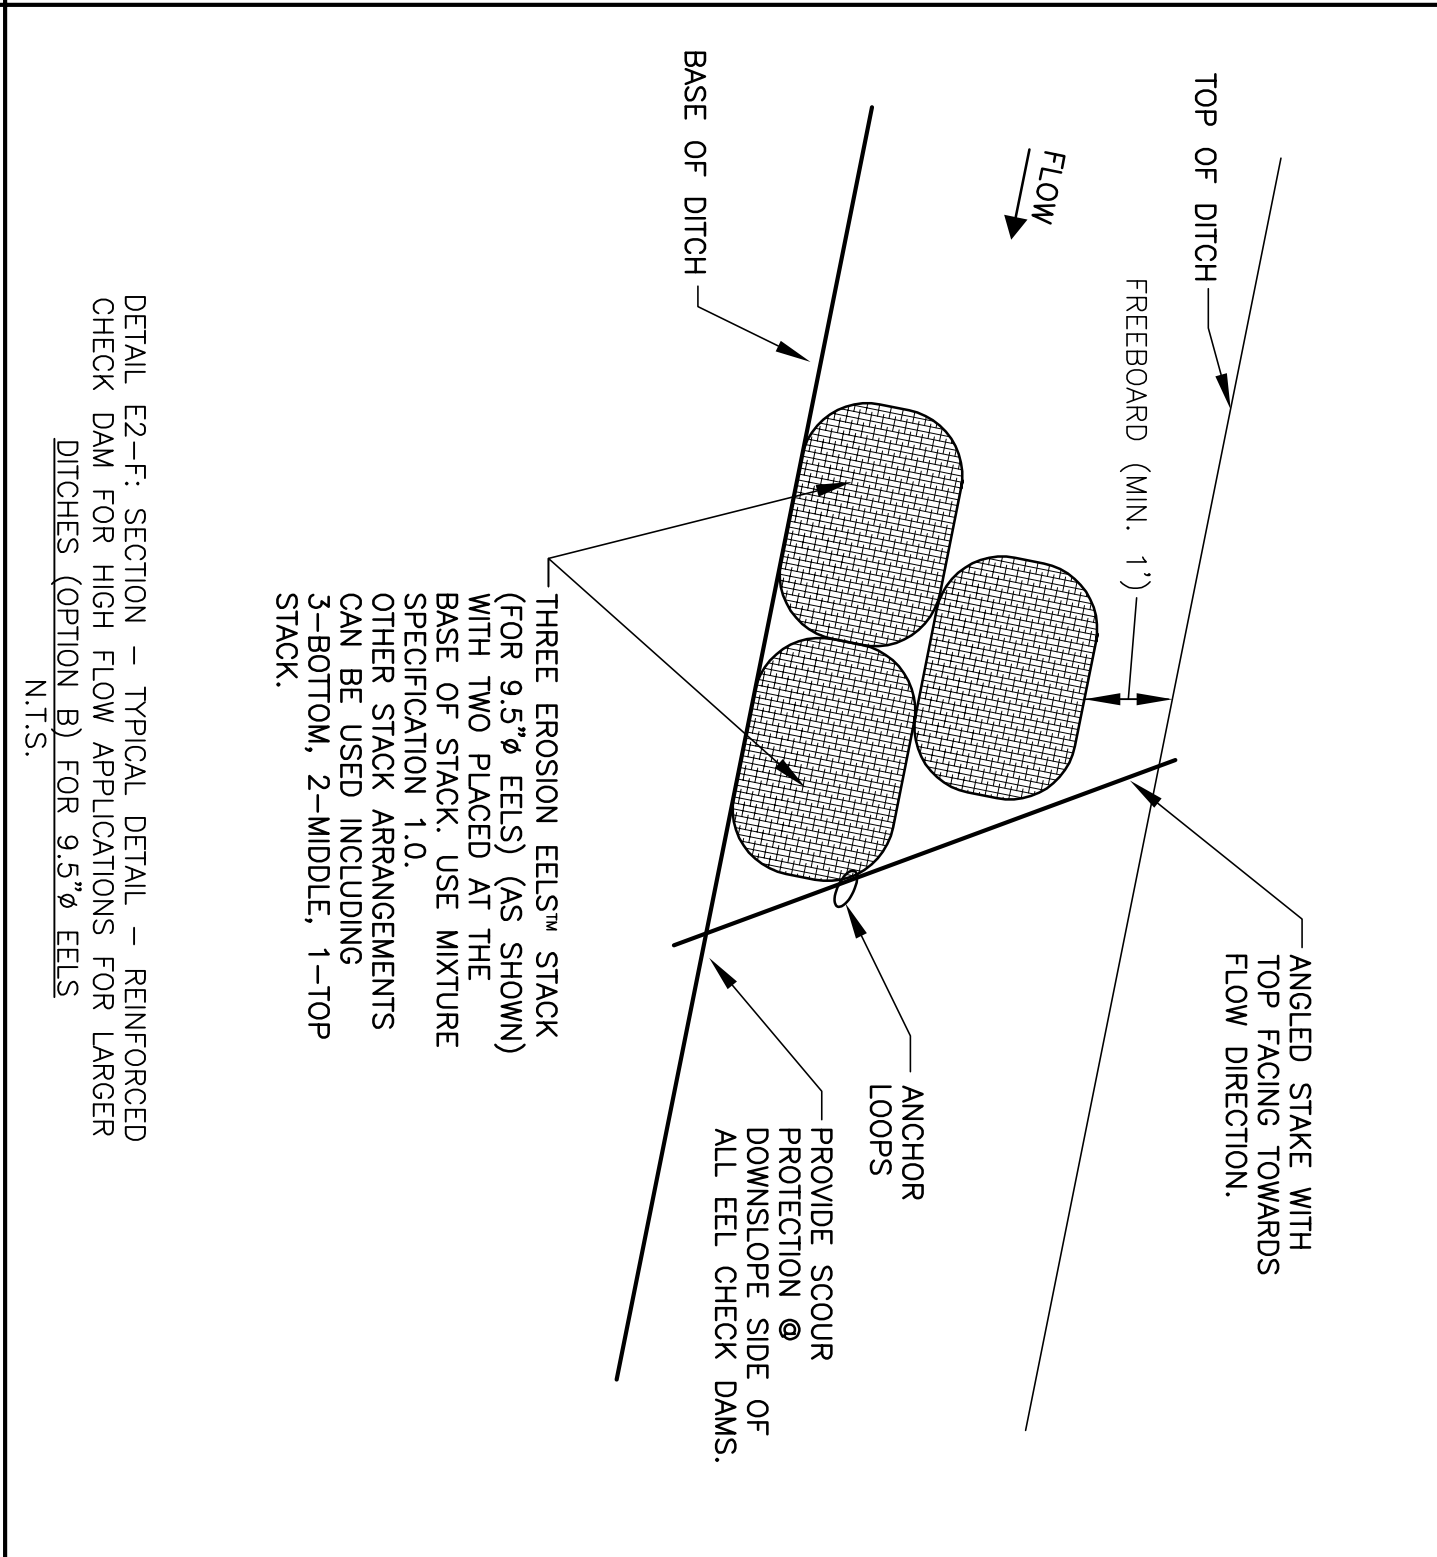 TOP OF DITCH
FREEBOARD (MIN. 1')
FLOW
BASE OF DITCH
ANGLED STAKE WITH
TOP FACING TOWARDS
FLOW DIRECTION.
ANCHOR
LOOPS
PROVIDE SCOUR
PROTECTION @
DOWNSLOPE SIDE OF
ALL EEL CHECK DAMS.
THREE EROSION EELS™ STACK
(FOR 9.5"ø EELS) (AS SHOWN)
WITH TWO PLACED AT THE
BASE OF STACK. USE MIXTURE
SPECIFICATION 1.0.
OTHER STACK ARRANGEMENTS
CAN BE USED INCLUDING
3-BOTTOM, 2-MIDDLE, 1-TOP
STACK.
DETAIL E2-F: SECTION - TYPICAL DETAIL - REINFORCED
CHECK DAM FOR HIGH FLOW APPLICATIONS FOR LARGER
DITCHES (OPTION B) FOR 9.5"ø EELS
N.T.S.